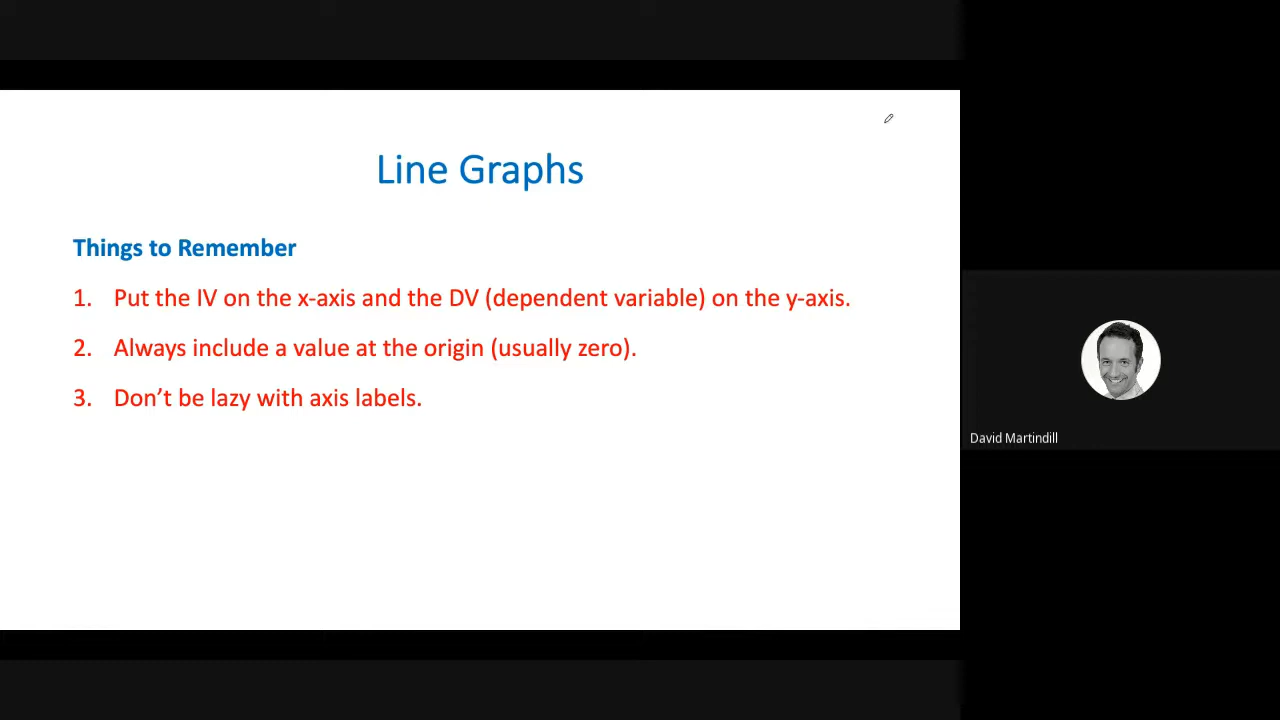 Line Graphs
Things to Remember
1. Put the IV on the x-axis and the DV (dependent variable) on the y-axis.
2. Always include a value at the origin (usually zero).
3. Don’t be lazy with axis labels.
David Martindill